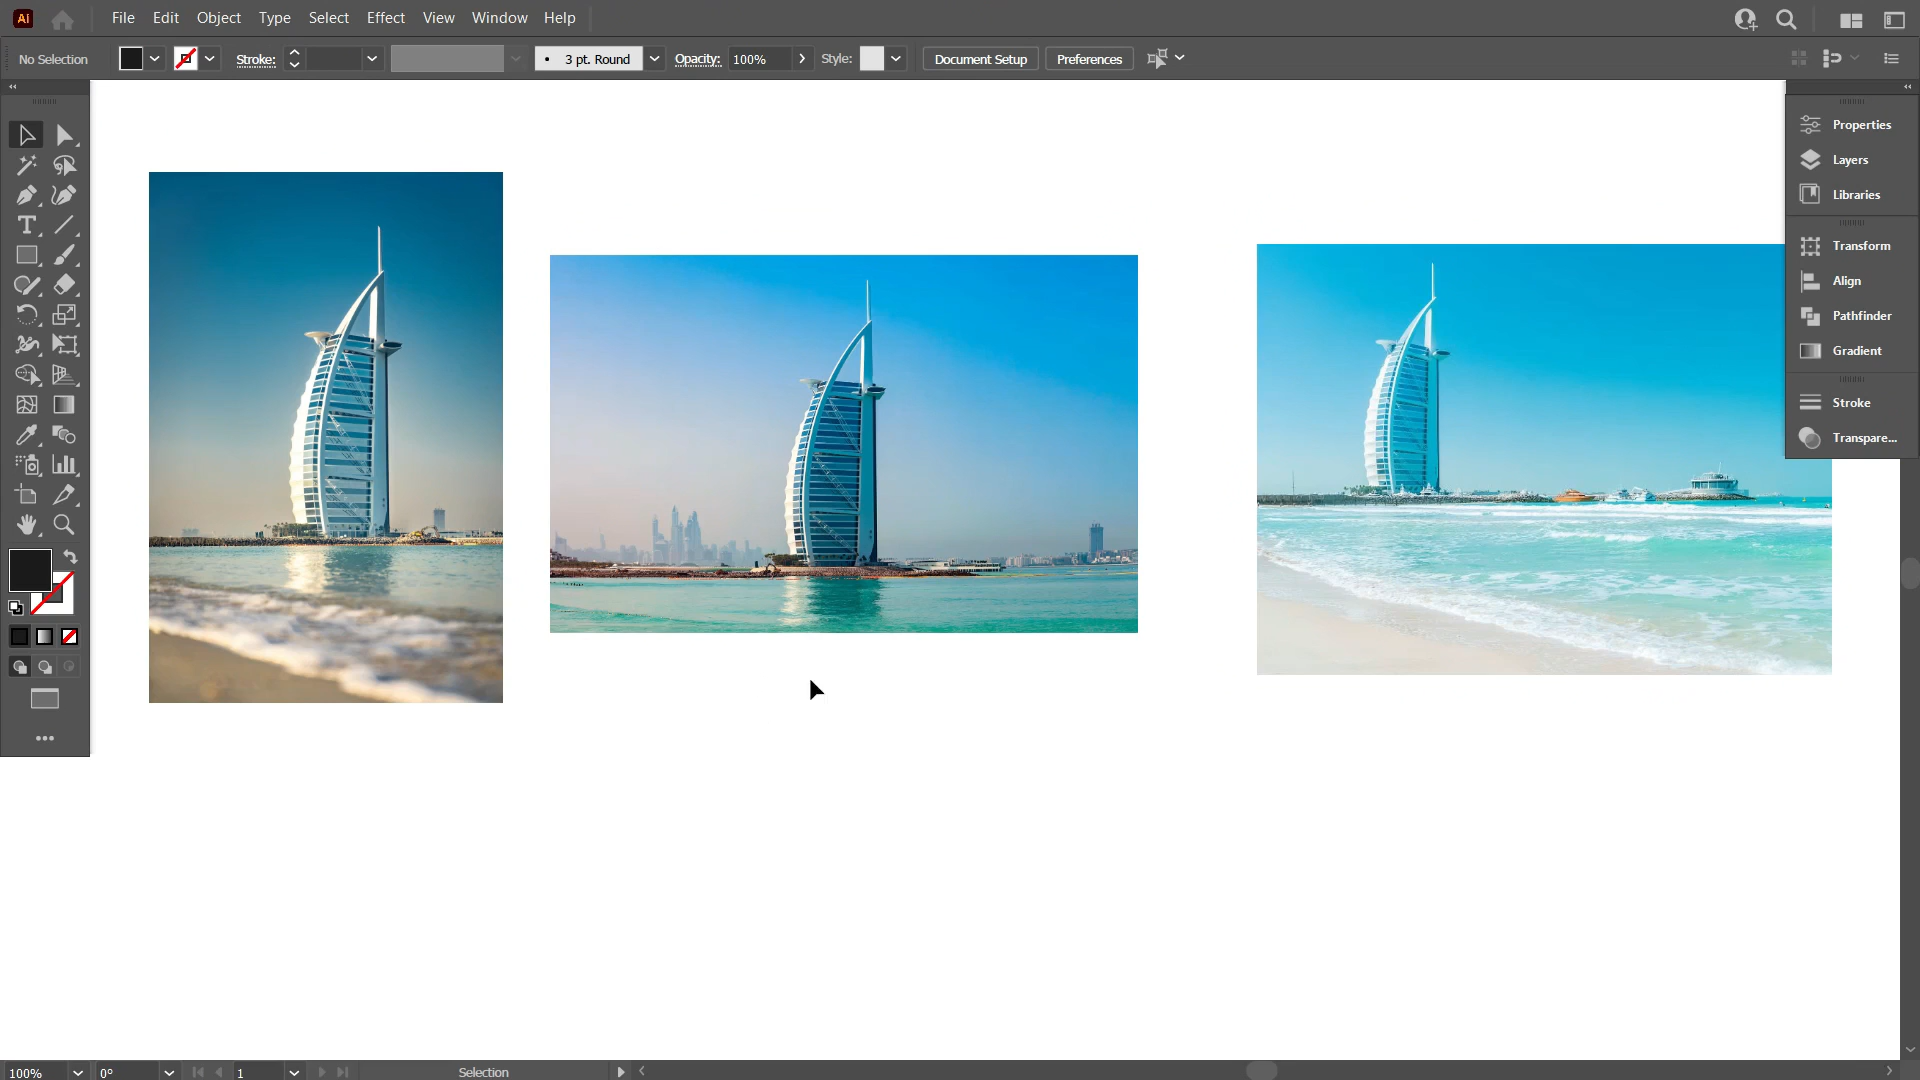 Ai File Edit Object Type Select Effect View Window Help
No Selection Stroke: 3 pt. Round Opacity: 100% Style: Document Setup Preferences
Properties
Layers
Libraries
Transform
Align
Pathfinder
Gradient
Stroke
Transpare...
T
100% 0° 1 Selection